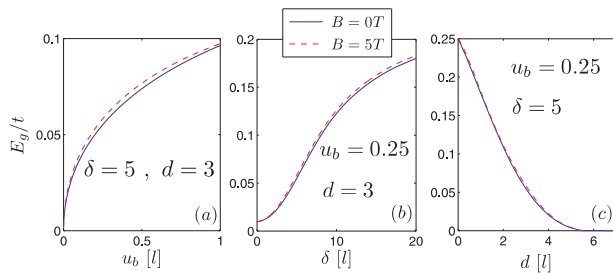 B = 0T
B = 5T
E_g/t
0.1
0.05
0
δ = 5 , d = 3
(a)
0 0.5 1
u_b [l]
0.2
0.15
0.1
0.05
0
u_b = 0.25
d = 3
(b)
0 10 20
δ [l]
0.25
0.2
0.15
0.1
0.05
0
u_b = 0.25
δ = 5
(c)
0 2 4 6
d [l]